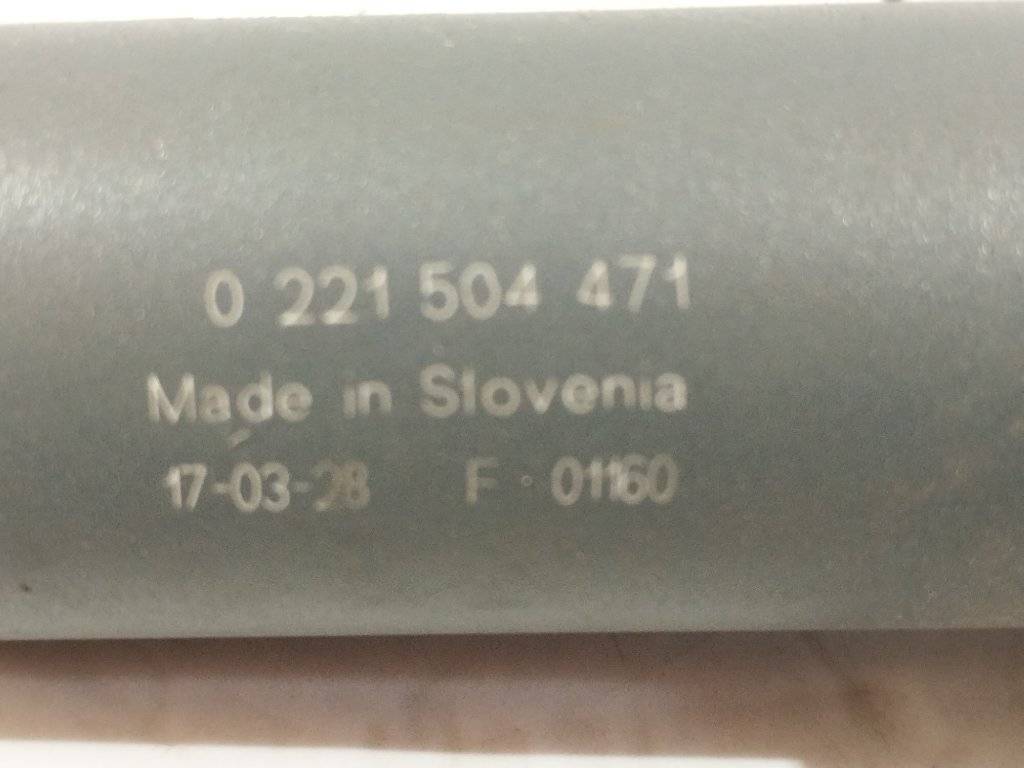 0 221 504 471
Made in Slovenia
17-03-28 F · 01160